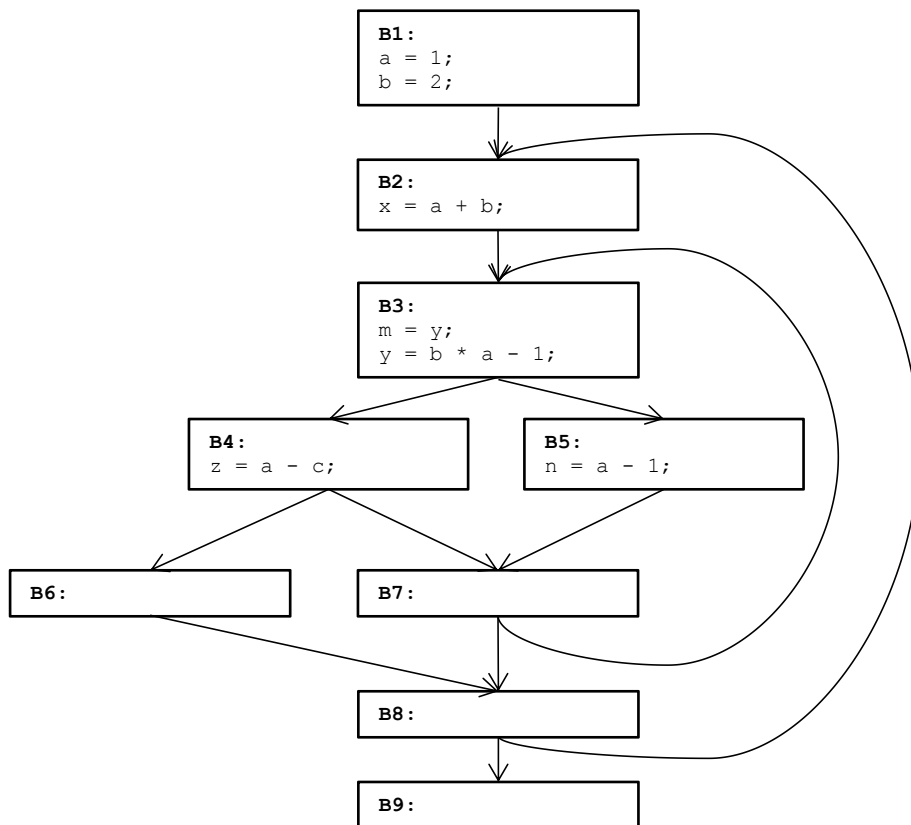 B1:
a = 1;
b = 2;
B2:
x = a + b;
B3:
m = y;
y = b * a - 1;
B4:
z = a - c;
B5:
n = a - 1;
B6:
B7:
B8:
B9: